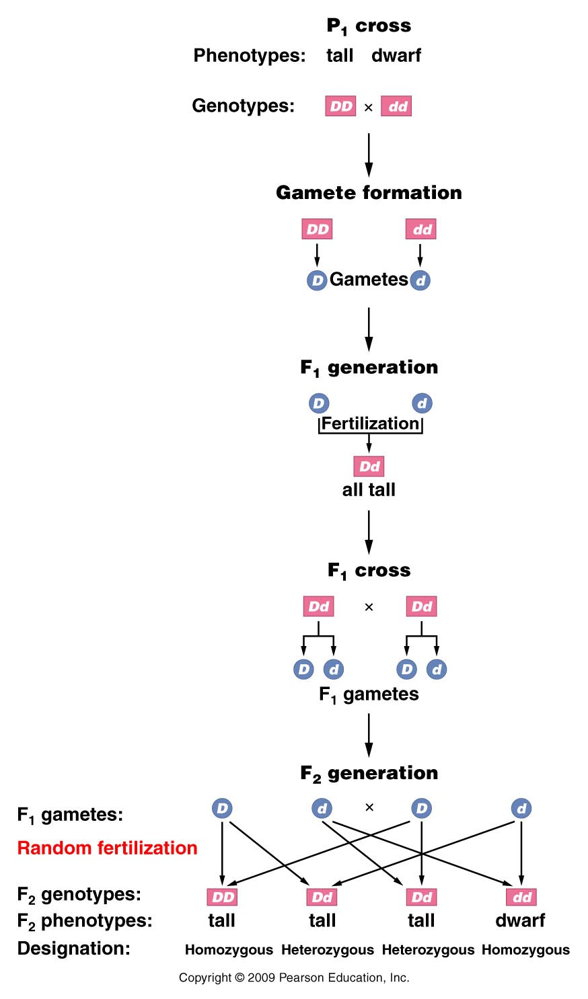 P1 cross
Phenotypes: tall dwarf
Genotypes: DD × dd
Gamete formation
DD dd
D Gametes d
F1 generation
D d
Fertilization
Dd
all tall
F1 cross
Dd × Dd
D d D d
F1 gametes
F2 generation
F1 gametes: D d × D d
Random fertilization
F2 genotypes: DD Dd Dd dd
F2 phenotypes: tall tall tall dwarf
Designation: Homozygous Heterozygous Heterozygous Homozygous
Copyright © 2009 Pearson Education, Inc.